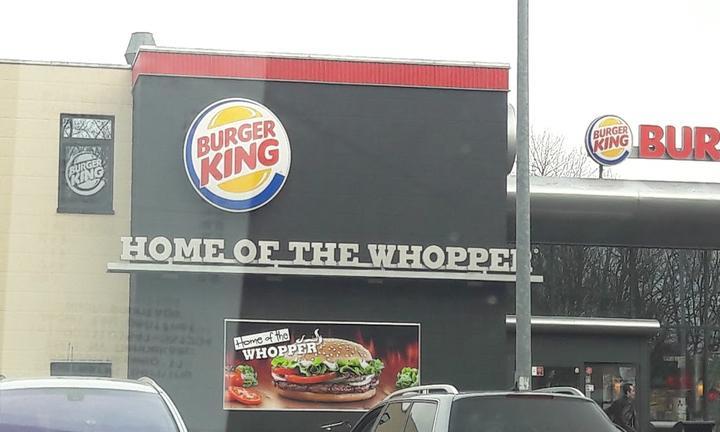 BURGER
KING
BURGER
KING
BURGER
KING
BUR
HOME OF THE WHOPPER
Home of the
WHOPPER